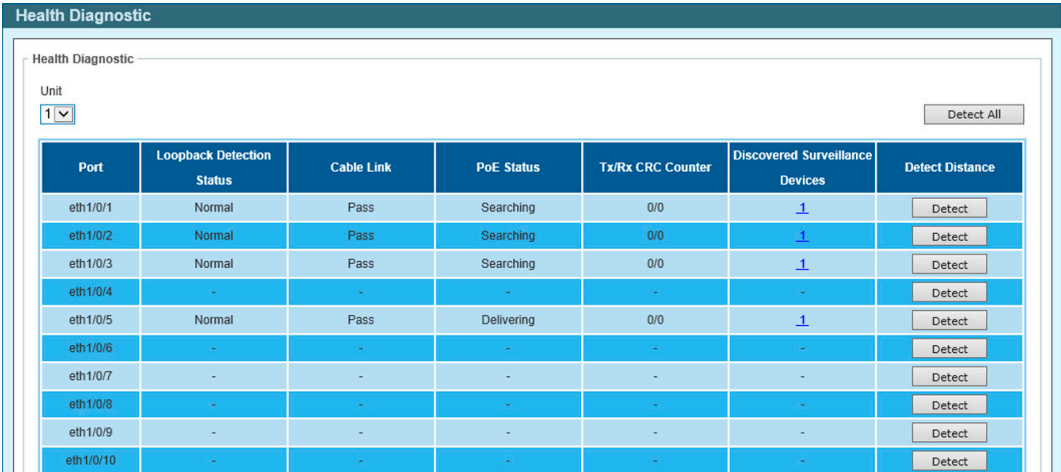 Health Diagnostic
Health Diagnostic
Unit
1
Detect All
Port Loopback Detection Status Cable Link PoE Status Tx/Rx CRC Counter Discovered Surveillance Devices Detect Distance
eth1/0/1 Normal Pass Searching 0/0 1 Detect
eth1/0/2 Normal Pass Searching 0/0 1 Detect
eth1/0/3 Normal Pass Searching 0/0 1 Detect
eth1/0/4 - - - - - Detect
eth1/0/5 Normal Pass Delivering 0/0 1 Detect
eth1/0/6 - - - - - Detect
eth1/0/7 - - - - - Detect
eth1/0/8 - - - - - Detect
eth1/0/9 - - - - - Detect
eth1/0/10 - - - - - Detect